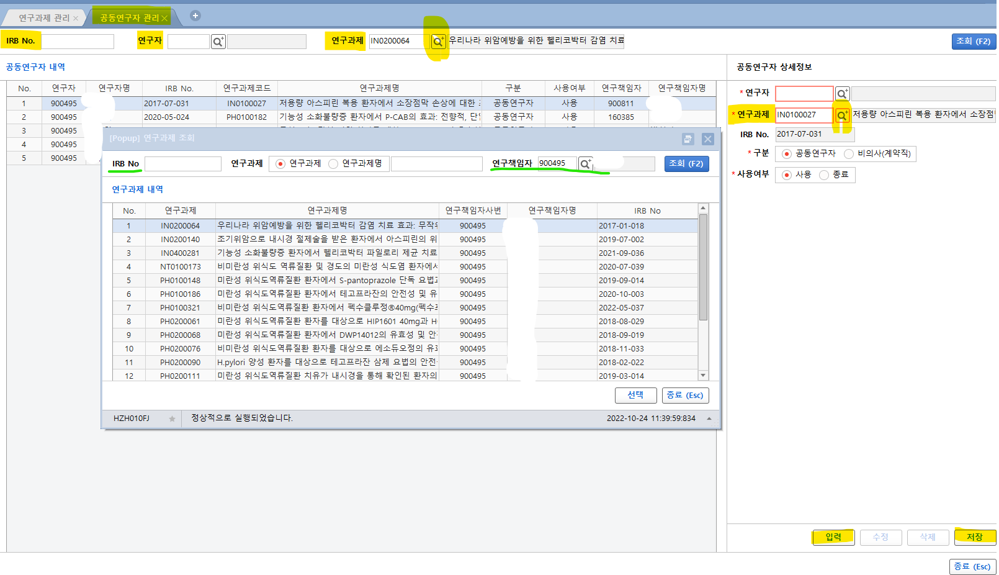 연구과제 관리 × 공동연구자 관리 × +
IRB No. 연구자 연구과제 IN0200064 우리나라 위암예방을 위한 헬리코박터 감염 치료 조회 (F2)
공동연구자 내역
No. 연구자 연구자명 IRB No. 연구과제코드 연구과제명 구분 사용여부 연구책임자 연구책임자명
1 900495 2017-07-031 IN0100027 저용량 아스피린 복용 환자에서 소장점막 손상에 대한 공동연구자 사용 900811
2 900495 2020-05-024 PH0100182 기능성 소화불량증 환자에서 P-CAB의 효과: 전향적, 단일 공동연구자 사용 160385
3 900495
4 900495
5 900495
[Popup] 연구과제 조회
IRB No 연구과제 연구과제 연구과제명 연구책임자 900495 조회 (F2)
연구과제 내역
No. 연구과제 연구과제명 연구책임자사번 연구책임자명 IRB No
1 IN0200064 우리나라 위암예방을 위한 헬리코박터 감염 치료 효과: 무작위 900495 2017-01-018
2 IN0200140 조기위암으로 내시경 절제술을 받은 환자에서 아스피린의 위 900495 2019-07-002
3 IN0400281 기능성 소화불량증 환자에서 헬리코박터 파일로리 제균 치료 900495 2021-09-036
4 NT0100173 비미란성 위식도 역류질환 및 경도의 미란성 식도염 환자에서 900495 2020-07-039
5 PH0100148 미란성 위식도역류질환 환자에서 S-pantoprazole 단독 요법과 900495 2019-09-014
6 PH0100186 미란성 위식도역류질환 환자에서 테고프라잔의 안전성 및 유 900495 2020-10-003
7 PH0100321 비미란성 위식도역류질환 환자에서 펙수클루정®40mg(펙수프 900495 2022-05-037
8 PH0200061 미란성 위식도역류질환 환자를 대상으로 HIP1601 40mg과 H 900495 2018-08-029
9 PH0200068 미란성 위식도역류질환 환자에서 DWP14012의 유효성 및 안 900495 2018-09-019
10 PH0200076 비미란성 위식도역류질환 환자를 대상으로 에소듀오정의 유효 900495 2018-11-033
11 PH0200090 H.pylori 양성 환자를 대상으로 테고프라잔 삼제 요법의 안전 900495 2018-02-022
12 PH0200111 미란성 위식도역류질환 치유가 내시경을 통해 확인된 환자의 900495 2019-03-014
선택 종료 (Esc)
HZH010FJ 정상적으로 실행되었습니다. 2022-10-24 11:39:59:834
공동연구자 상세정보
* 연구자
* 연구과제 IN0100027 저용량 아스피린 복용 환자에서 소장점막
IRB No. 2017-07-031
* 구분 공동연구자 비의사(계약직)
* 사용여부 사용 종료
입력 수정 삭제 저장
종료 (Esc)